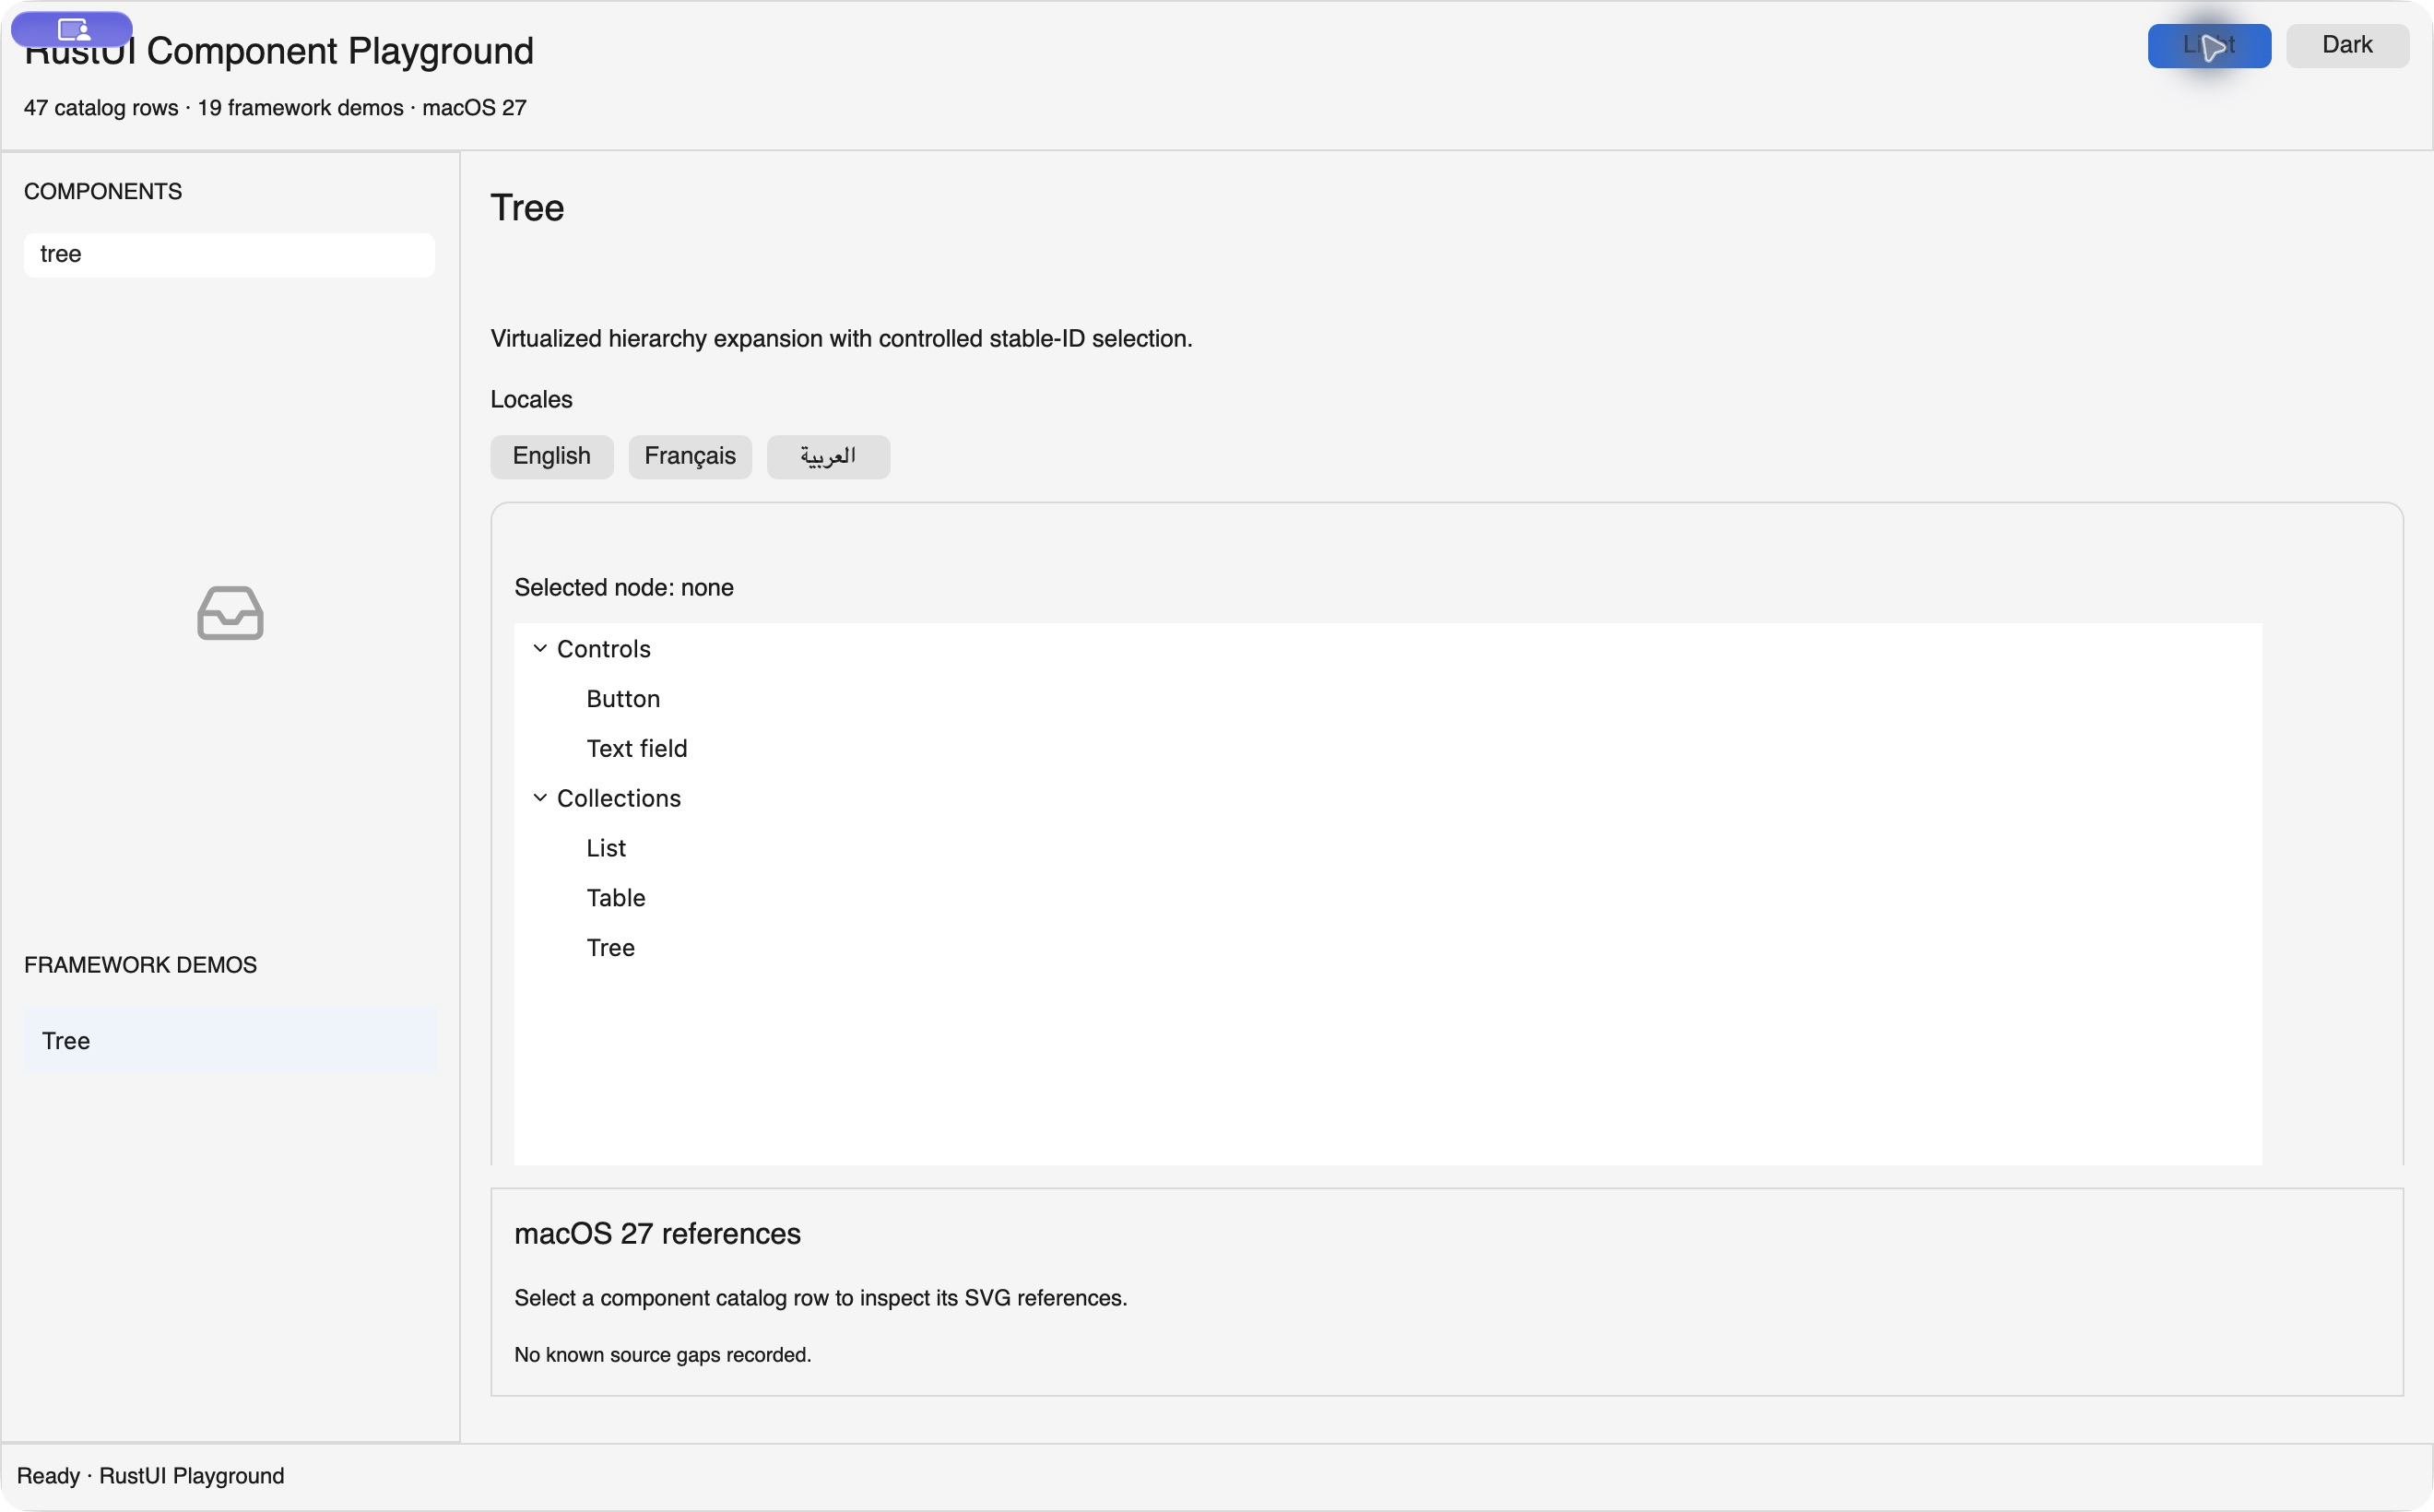 RustUI Component Playground
Light Dark
47 catalog rows · 19 framework demos · macOS 27
COMPONENTS
tree
FRAMEWORK DEMOS
Tree
Tree
Virtualized hierarchy expansion with controlled stable-ID selection.
Locales
English Français العربية
Selected node: none
Controls
Button
Text field
Collections
List
Table
Tree
macOS 27 references
Select a component catalog row to inspect its SVG references.
No known source gaps recorded.
Ready · RustUI Playground